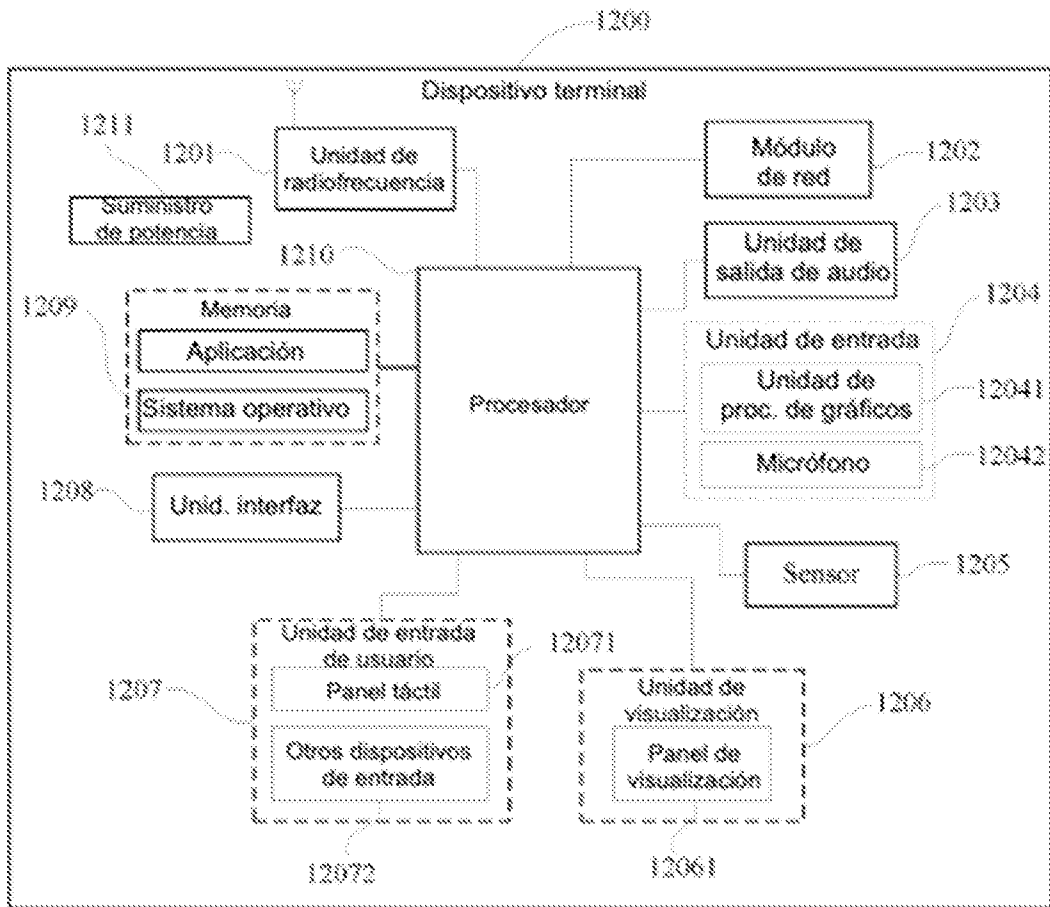 1200
Dispositivo terminal
1211
1201
Unidad de
radiofrecuencia
Módulo
de red
1202
Suministro
de potencia
1203
Unidad de
salida de audio
1210
1209
Memoria
Aplicación
Sistema operativo
Procesador
1204
Unidad de entrada
Unidad de
proc. de gráficos
12041
Micrófono
12042
1208
Unid. interfaz
Sensor
1205
Unidad de entrada
de usuario
12071
Panel táctil
1207
Otros dispositivos
de entrada
12072
Unidad de
visualización
1206
Panel de
visualización
12061